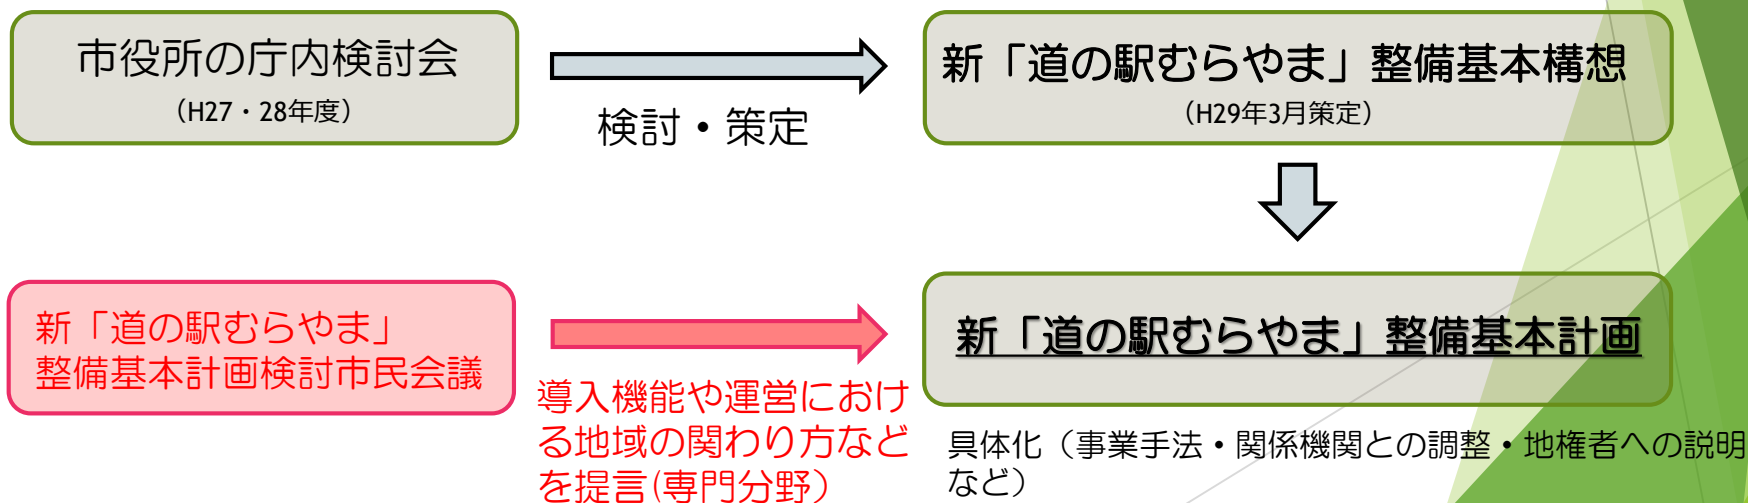 市役所の庁内検討会
（H27・28年度）
検討・策定
新「道の駅むらやま」整備基本構想
（H29年3月策定）
新「道の駅むらやま」
整備基本計画検討市民会議
導入機能や運営におけ
る地域の関わり方など
を提言(専門分野）
新「道の駅むらやま」整備基本計画
具体化（事業手法・関係機関との調整・地権者への説明
など）